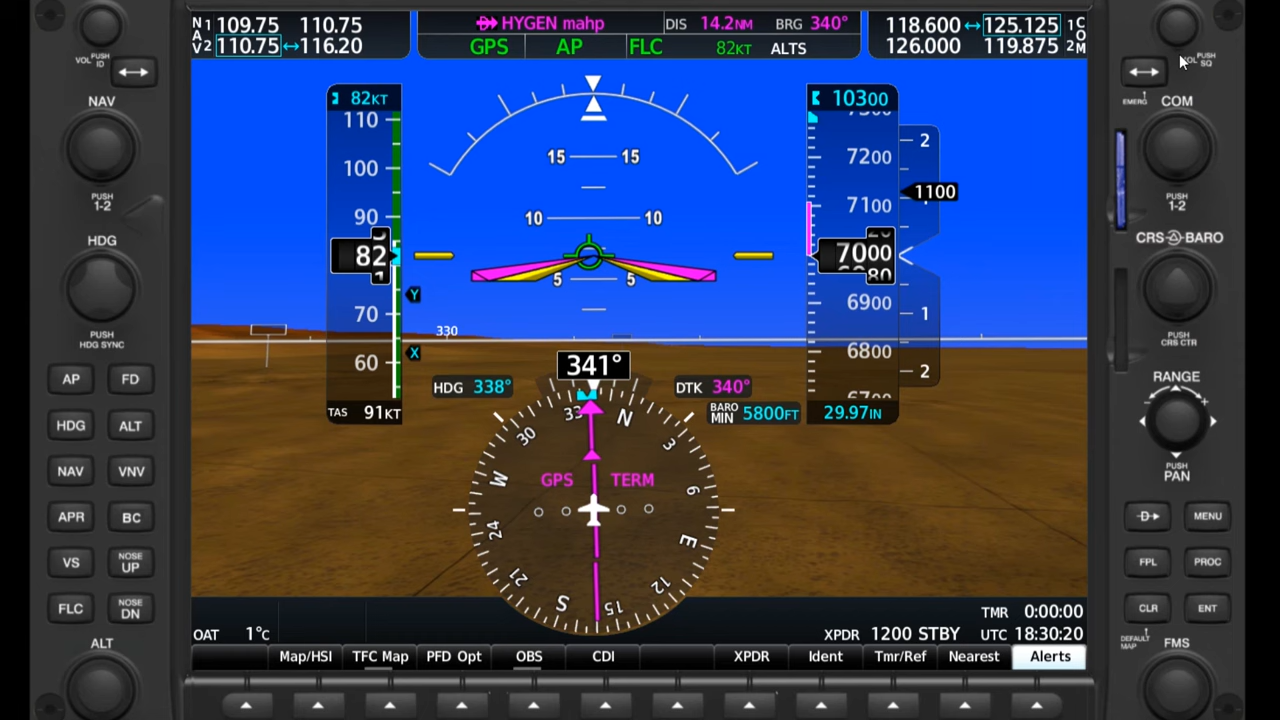 NAV 1 109.75 110.75
2 110.75 ↔ 116.20
HYGEN mahp DIS 14.2NM BRG 340°
GPS AP FLC 82KT ALTS
118.600 ↔ 125.125 1 COM
126.000 119.875 2
VOL PUSH ID
VOL PUSH SQ
EMERG
NAV
PUSH
1-2
HDG
PUSH
HDG SYNC
AP FD
HDG ALT
NAV VNV
APR BC
VS NOSE UP
FLC NOSE DN
ALT
82KT
110
100
90
82
70
60
TAS 91KT
Y
X
15 15
10 10
5 5
330
341°
HDG 338°
DTK 340°
BARO MIN 5800FT
33
N
3
6
E
12
15
S
21
24
W
30
GPS TERM
10300
7200
7100
7000
6900
6800
29.97IN
2
1100
1
2
OAT 1°C
TMR 0:00:00
XPDR 1200 STBY UTC 18:30:20
Map/HSI TFC Map PFD Opt OBS CDI XPDR Ident Tmr/Ref Nearest Alerts
COM
PUSH
1-2
CRS BARO
PUSH
CRS CTR
RANGE
- +
PUSH
PAN
D MENU
FPL PROC
CLR ENT
DEFAULT MAP
FMS